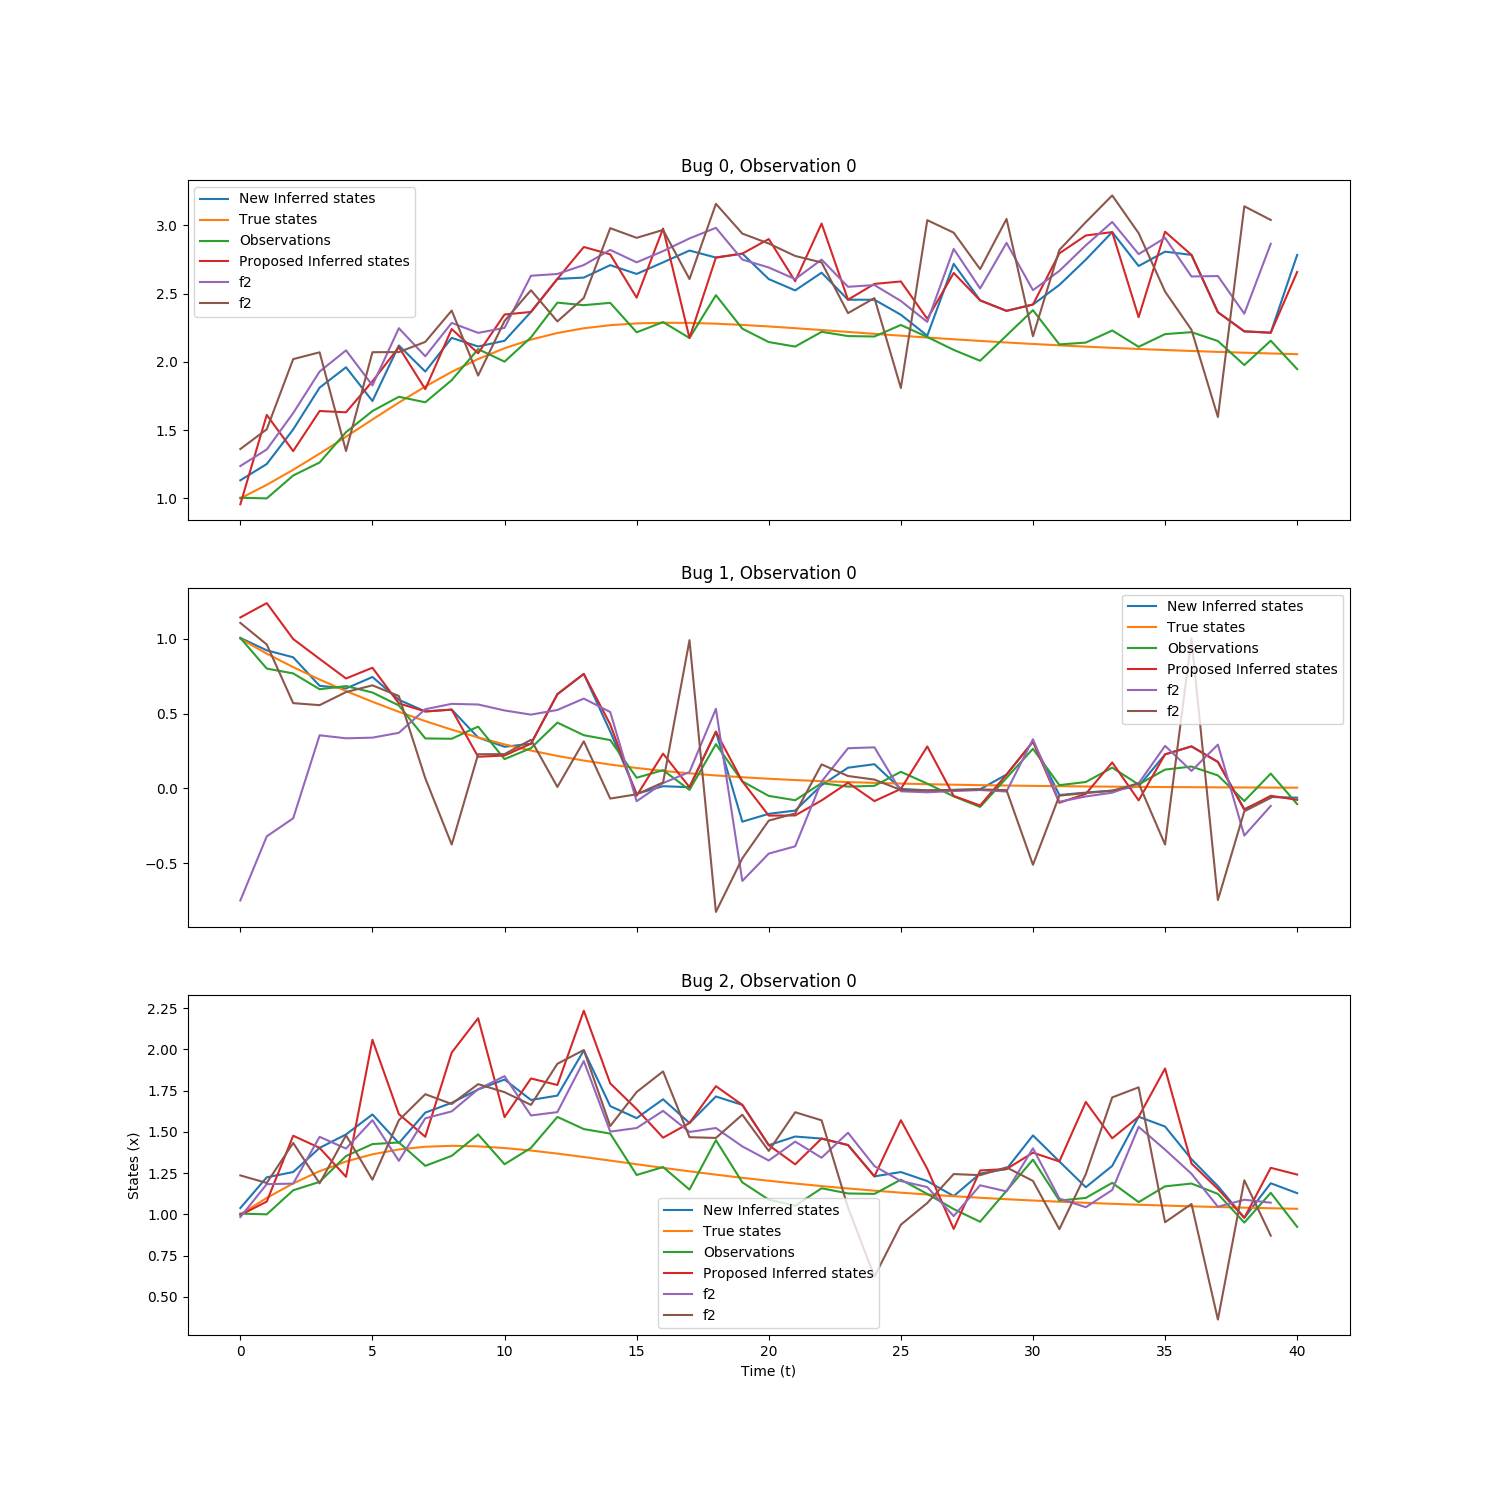 Bug 0, Observation 0
New Inferred states
True states
Observations
Proposed Inferred states
f2
f2
3.0
2.5
2.0
1.5
1.0
Bug 1, Observation 0
New Inferred states
True states
Observations
Proposed Inferred states
f2
f2
1.0
0.5
0.0
−0.5
Bug 2, Observation 0
2.25
2.00
1.75
1.50
1.25
1.00
0.75
0.50
States (x)
New Inferred states
True states
Observations
Proposed Inferred states
f2
f2
0 5 10 15 20 25 30 35 40
Time (t)